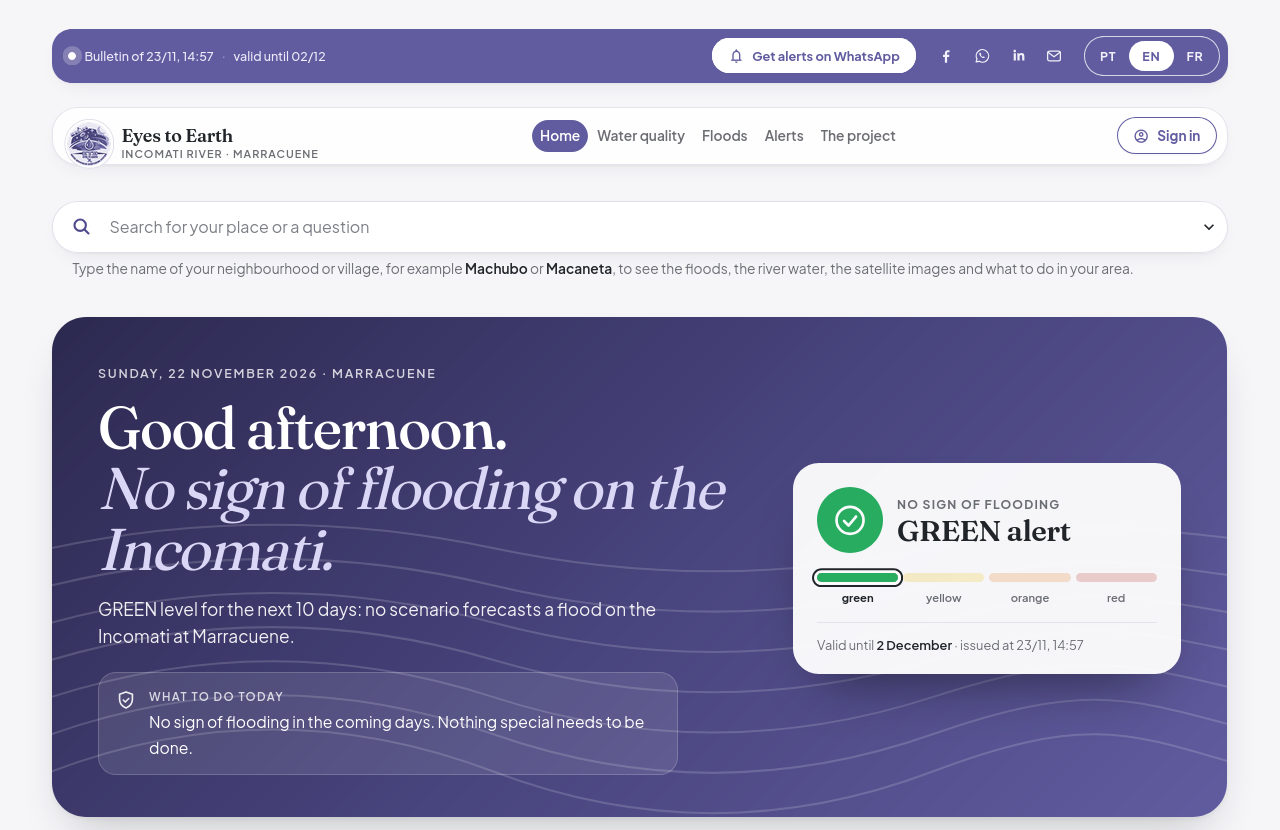 Bulletin of 23/11, 14:57 · valid until 02/12
Get alerts on WhatsApp
PT EN FR
Eyes to Earth
INCOMATI RIVER · MARRACUENE
Home Water quality Floods Alerts The project
Sign in
Search for your place or a question
Type the name of your neighbourhood or village, for example Machubo or Macaneta, to see the floods, the river water, the satellite images and what to do in your area.
SUNDAY, 22 NOVEMBER 2026 · MARRACUENE
Good afternoon.
No sign of flooding on the
Incomati.
GREEN level for the next 10 days: no scenario forecasts a flood on the
Incomati at Marracuene.
WHAT TO DO TODAY
No sign of flooding in the coming days. Nothing special needs to be
done.
NO SIGN OF FLOODING
GREEN alert
green yellow orange red
Valid until 2 December · issued at 23/11, 14:57